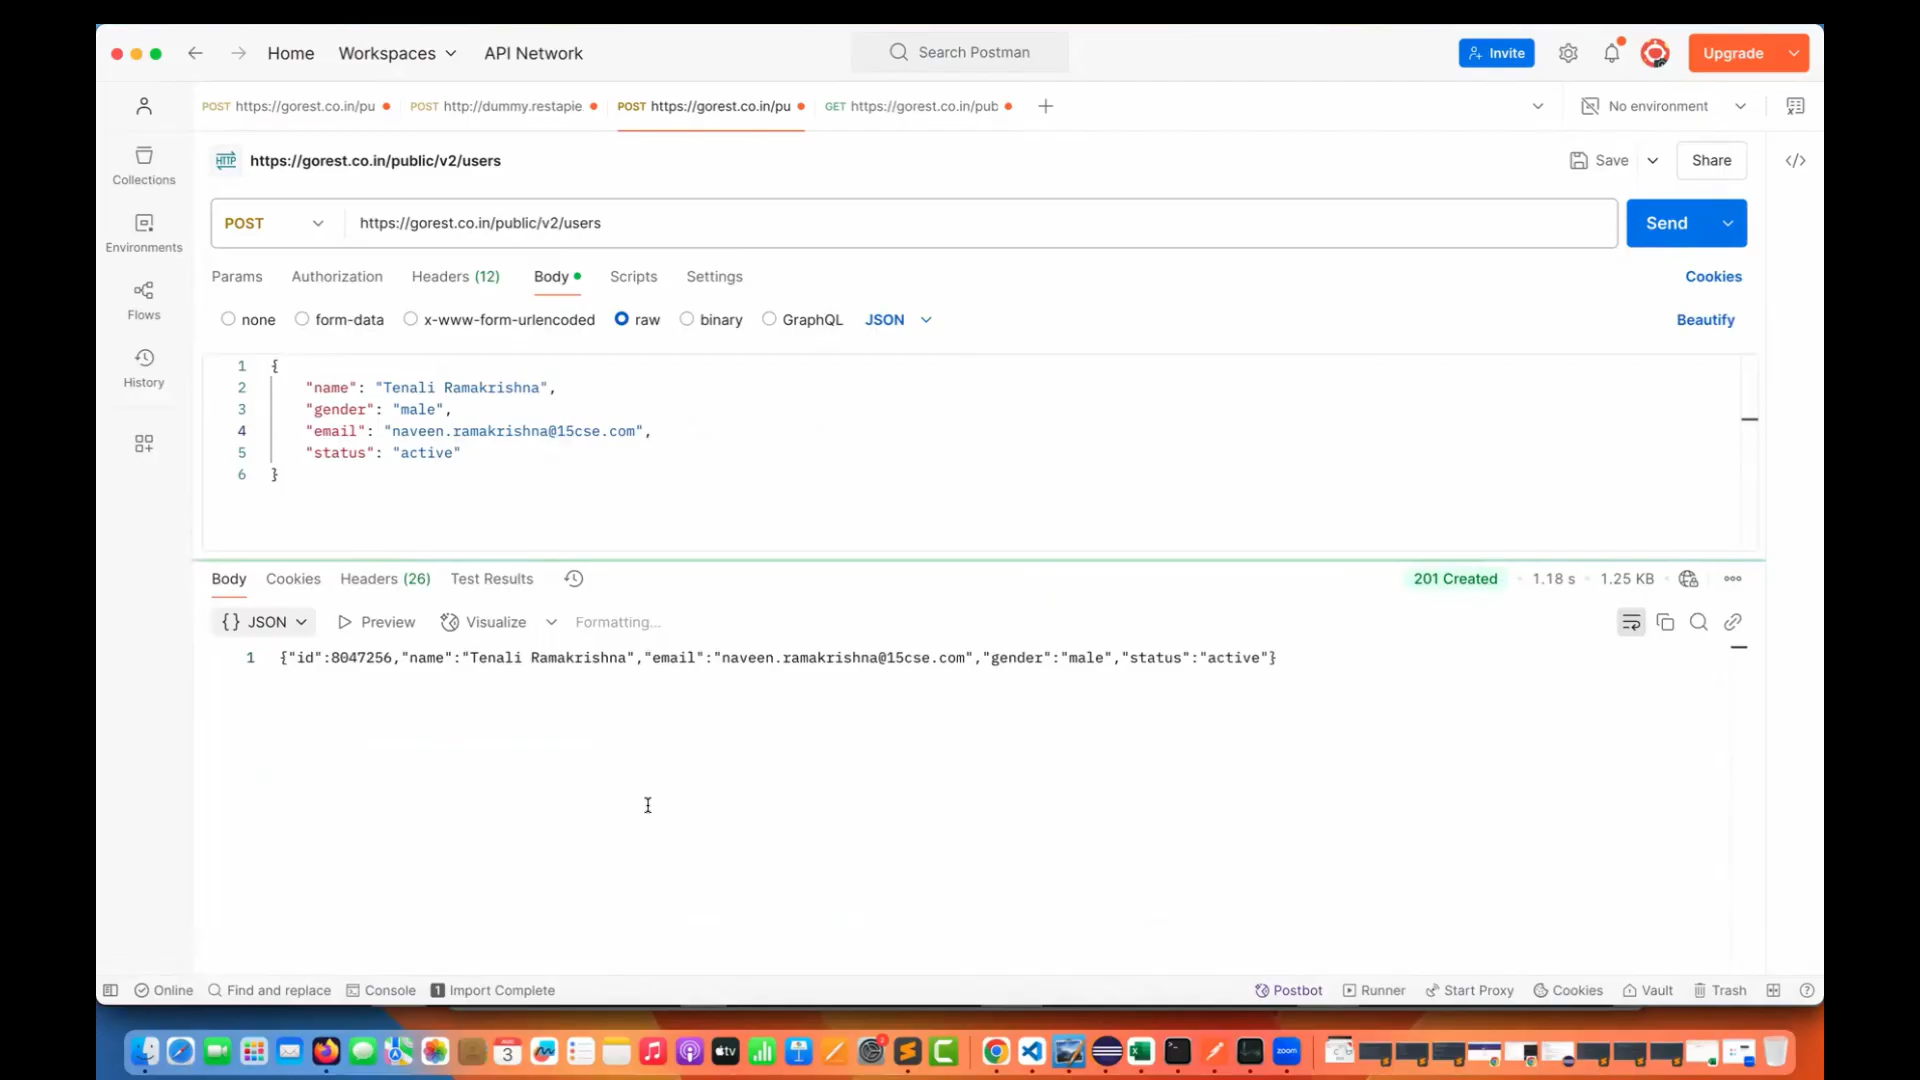 Home Workspaces API Network Search Postman Invite Upgrade
POST https://gorest.co.in/pu POST http://dummy.restapie POST https://gorest.co.in/pu GET https://gorest.co.in/pub No environment
HTTP https://gorest.co.in/public/v2/users Save Share
POST https://gorest.co.in/public/v2/users Send
Params Authorization Headers (12) Body Scripts Settings Cookies
none form-data x-www-form-urlencoded raw binary GraphQL JSON Beautify
Collections
Environments
Flows
History
1 {
2 "name": "Tenali Ramakrishna",
3 "gender": "male",
4 "email": "naveen.ramakrishna@15cse.com",
5 "status": "active"
6 }
Body Cookies Headers (26) Test Results 201 Created 1.18 s 1.25 KB
{} JSON Preview Visualize Formatting...
1 {"id":8047256,"name":"Tenali Ramakrishna","email":"naveen.ramakrishna@15cse.com","gender":"male","status":"active"}
Online Find and replace Console 1 Import Complete Postbot Runner Start Proxy Cookies Vault Trash
3 tv zoom